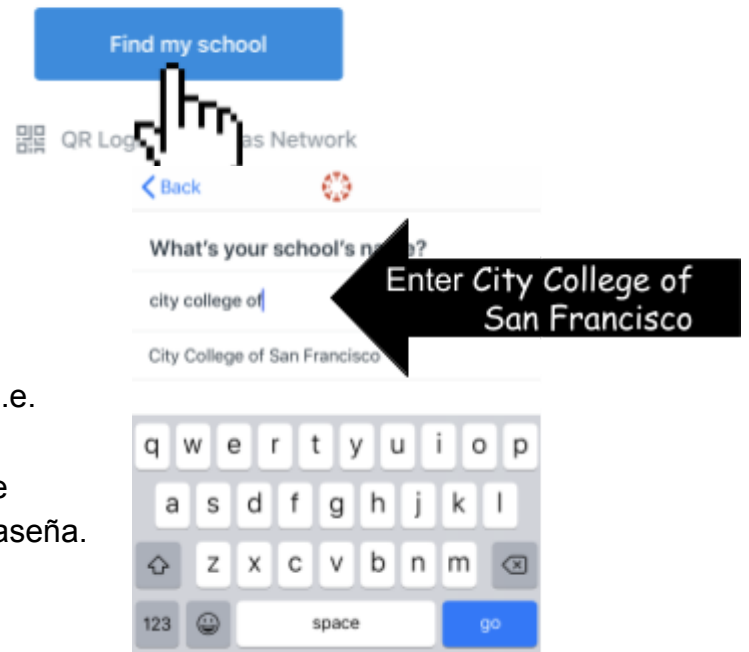 Find my school
QR
as Network
Back
What's your school's
Enter City College of
San Francisco
city college of
City College of San Francisco
.e.
e
aseña.
q w e r t y u i o p
a s d f g h j k l
z x c v b n m
123 space go